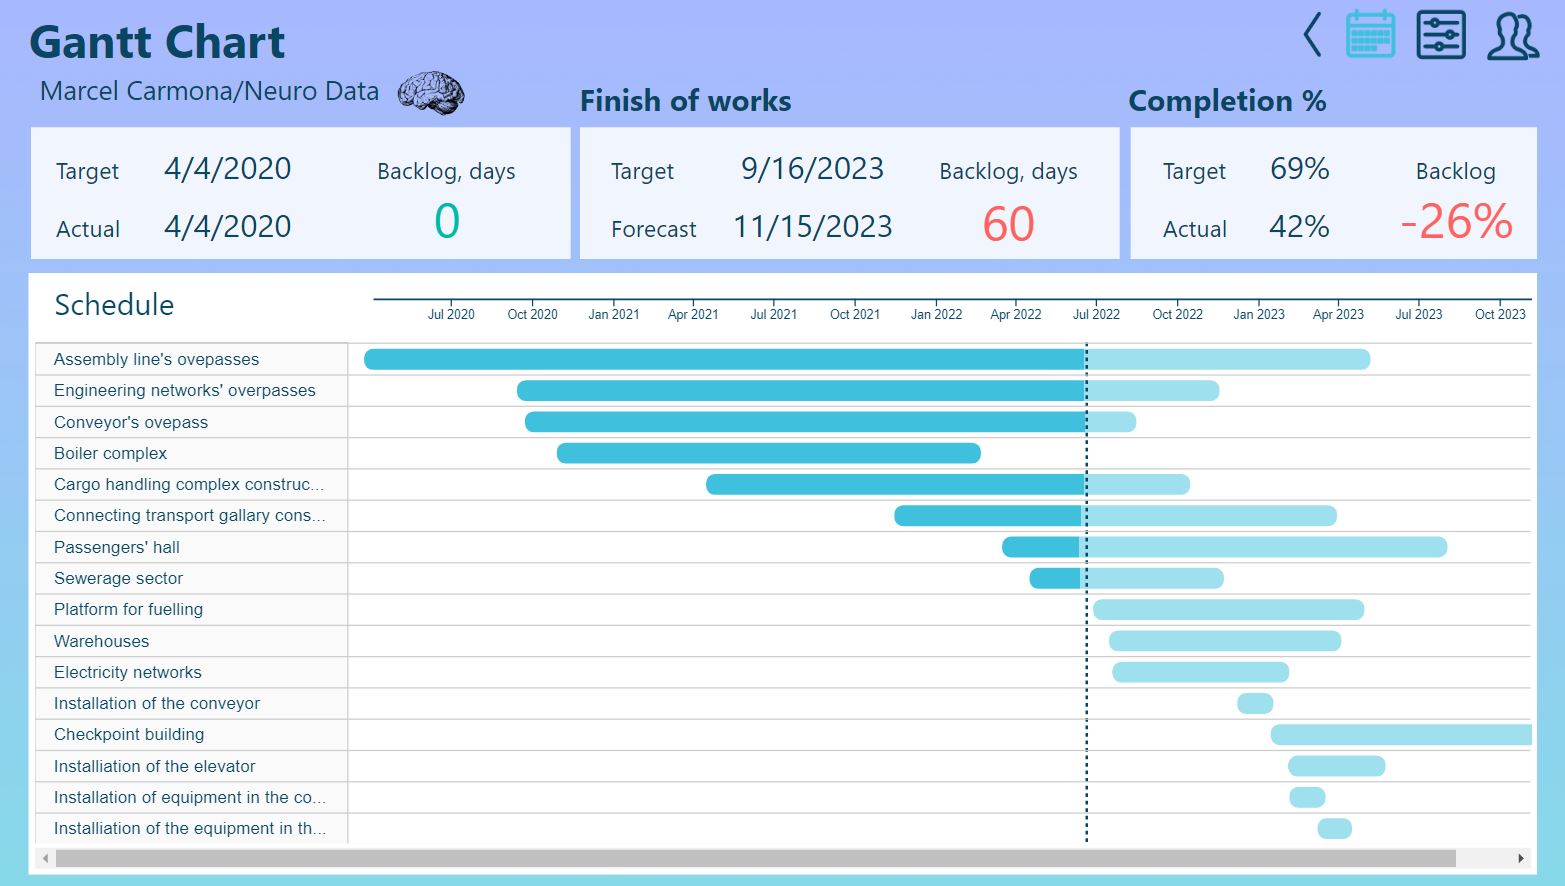 Gantt Chart
Marcel Carmona/Neuro Data
Finish of works
Completion %
Target 4/4/2020 Backlog, days
Actual 4/4/2020 0
Target 9/16/2023 Backlog, days
Forecast 11/15/2023 60
Target 69% Backlog
Actual 42% -26%
Schedule
Jul 2020 Oct 2020 Jan 2021 Apr 2021 Jul 2021 Oct 2021 Jan 2022 Apr 2022 Jul 2022 Oct 2022 Jan 2023 Apr 2023 Jul 2023 Oct 2023
Assembly line's ovepasses
Engineering networks' overpasses
Conveyor's ovepass
Boiler complex
Cargo handling complex construc...
Connecting transport gallary cons...
Passengers' hall
Sewerage sector
Platform for fuelling
Warehouses
Electricity networks
Installation of the conveyor
Checkpoint building
Installiation of the elevator
Installation of equipment in the co...
Installiation of the equipment in th...